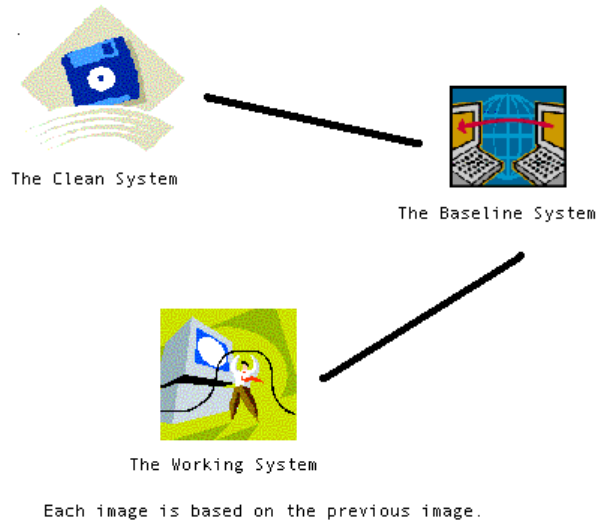 The Clean System
The Baseline System
The Working System
Each image is based on the previous image.